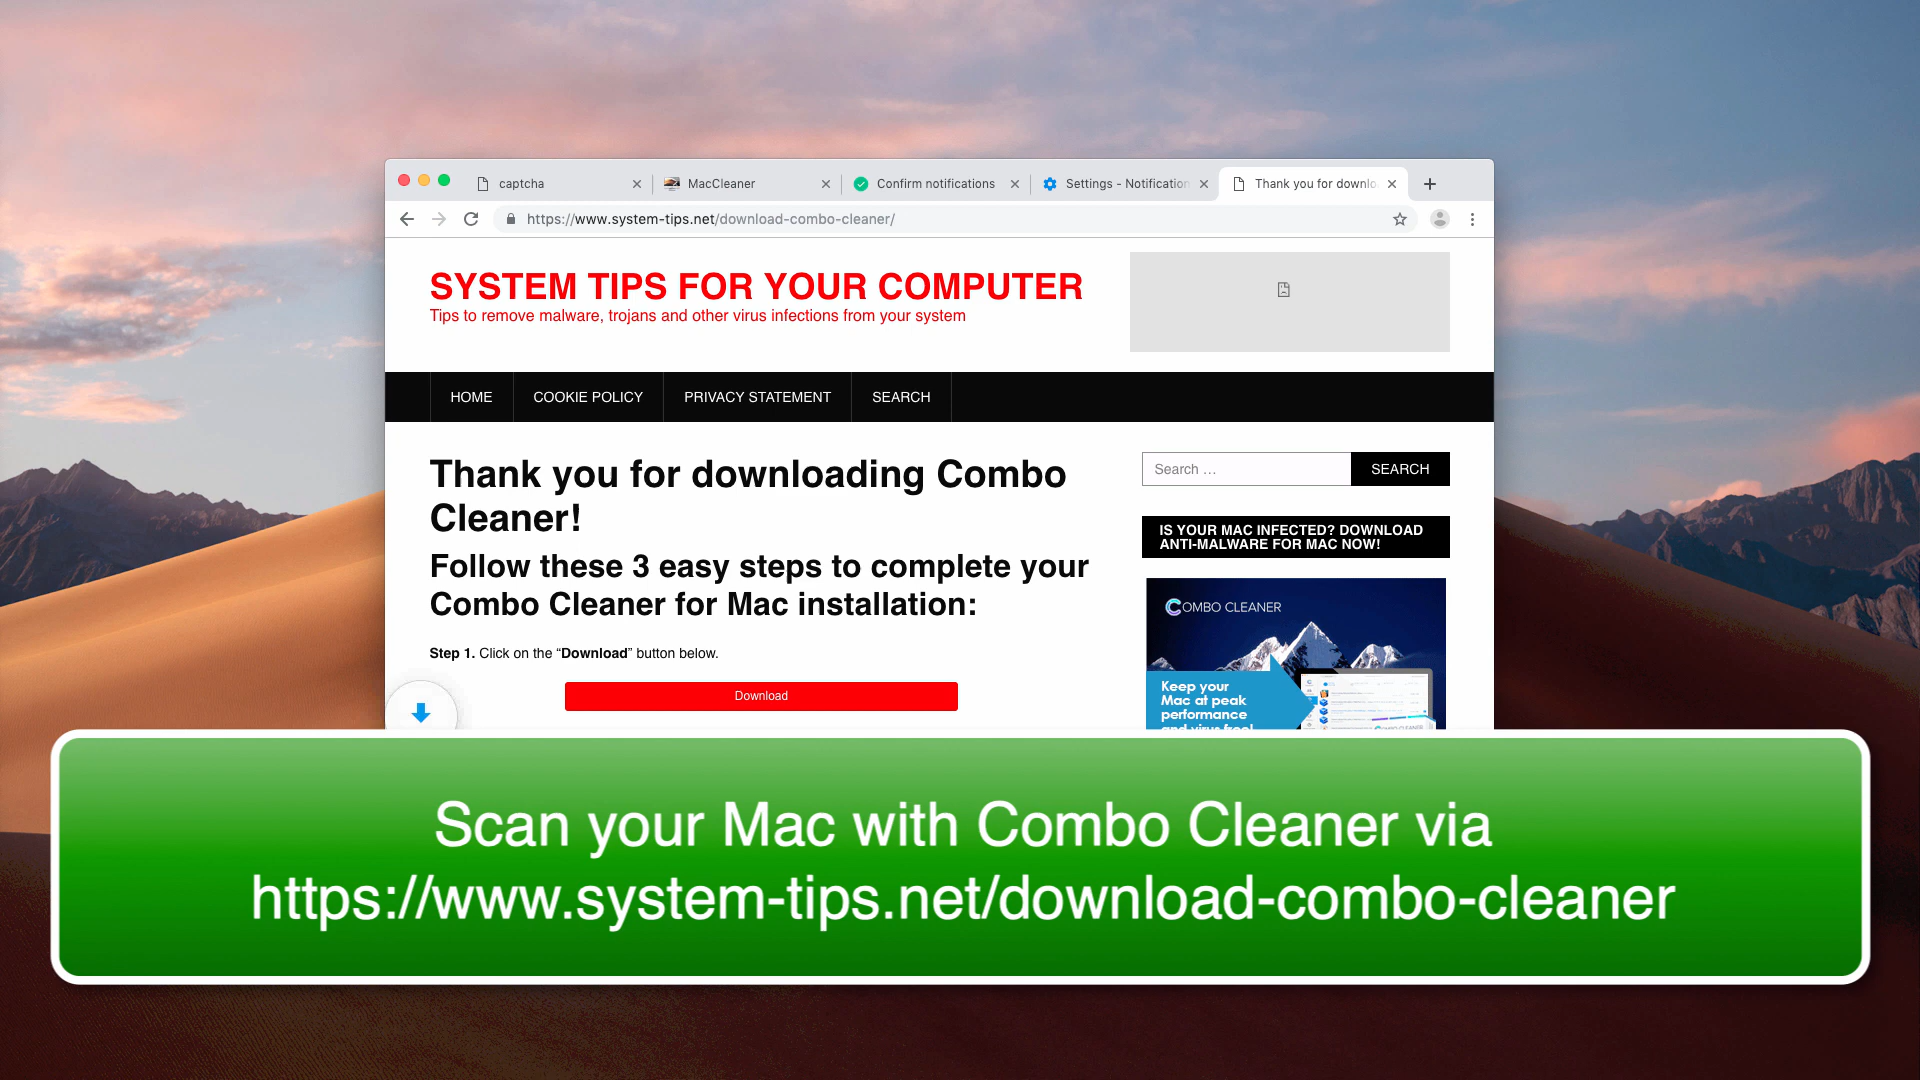 captcha
MacCleaner
Confirm notifications
Settings - Notification
Thank you for downlo
https://www.system-tips.net/download-combo-cleaner/
SYSTEM TIPS FOR YOUR COMPUTER
Tips to remove malware, trojans and other virus infections from your system
HOME
COOKIE POLICY
PRIVACY STATEMENT
SEARCH
Thank you for downloading Combo
Cleaner!
Follow these 3 easy steps to complete your
Combo Cleaner for Mac installation:
Step 1. Click on the “Download” button below.
Download
Search …
SEARCH
IS YOUR MAC INFECTED? DOWNLOAD
ANTI-MALWARE FOR MAC NOW!
COMBO CLEANER
Keep your
Mac at peak
performance
and virus free!
Scan your Mac with Combo Cleaner via
https://www.system-tips.net/download-combo-cleaner